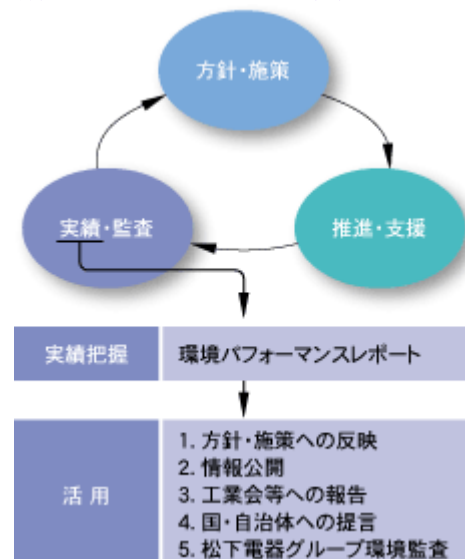 方針・施策
実績・監査
推進・支援
実績把握
環境パフォーマンスレポート
活用
1. 方針・施策への反映
2. 情報公開
3. 工業会等への報告
4. 国・自治体への提言
5. 松下電器グループ環境監査